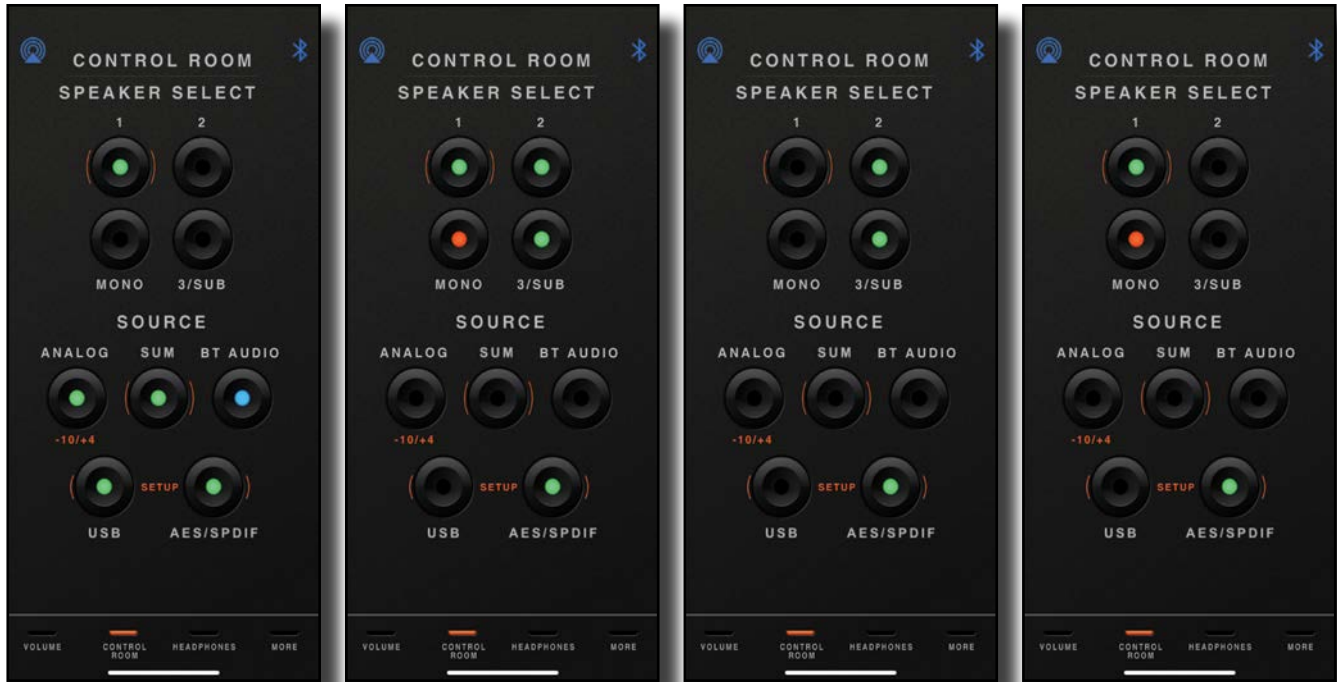 CONTROL ROOM
SPEAKER SELECT
1 2
MONO 3/SUB
SOURCE
ANALOG SUM BT AUDIO
-10/+4
SETUP
USB AES/SPDIF
VOLUME CONTROL ROOM HEADPHONES MORE
CONTROL ROOM
SPEAKER SELECT
1 2
MONO 3/SUB
SOURCE
ANALOG SUM BT AUDIO
-10/+4
SETUP
USB AES/SPDIF
VOLUME CONTROL ROOM HEADPHONES MORE
CONTROL ROOM
SPEAKER SELECT
1 2
MONO 3/SUB
SOURCE
ANALOG SUM BT AUDIO
-10/+4
SETUP
USB AES/SPDIF
VOLUME CONTROL ROOM HEADPHONES MORE
CONTROL ROOM
SPEAKER SELECT
1 2
MONO 3/SUB
SOURCE
ANALOG SUM BT AUDIO
-10/+4
SETUP
USB AES/SPDIF
VOLUME CONTROL ROOM HEADPHONES MORE